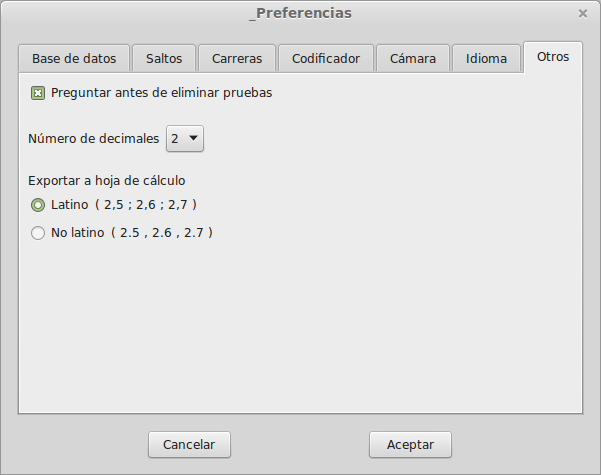 _Preferencias
Base de datos Saltos Carreras Codificador Cámara Idioma Otros
Preguntar antes de eliminar pruebas
Número de decimales 2
Exportar a hoja de cálculo
Latino ( 2,5 ; 2,6 ; 2,7 )
No latino ( 2.5 , 2.6 , 2.7 )
Cancelar Aceptar